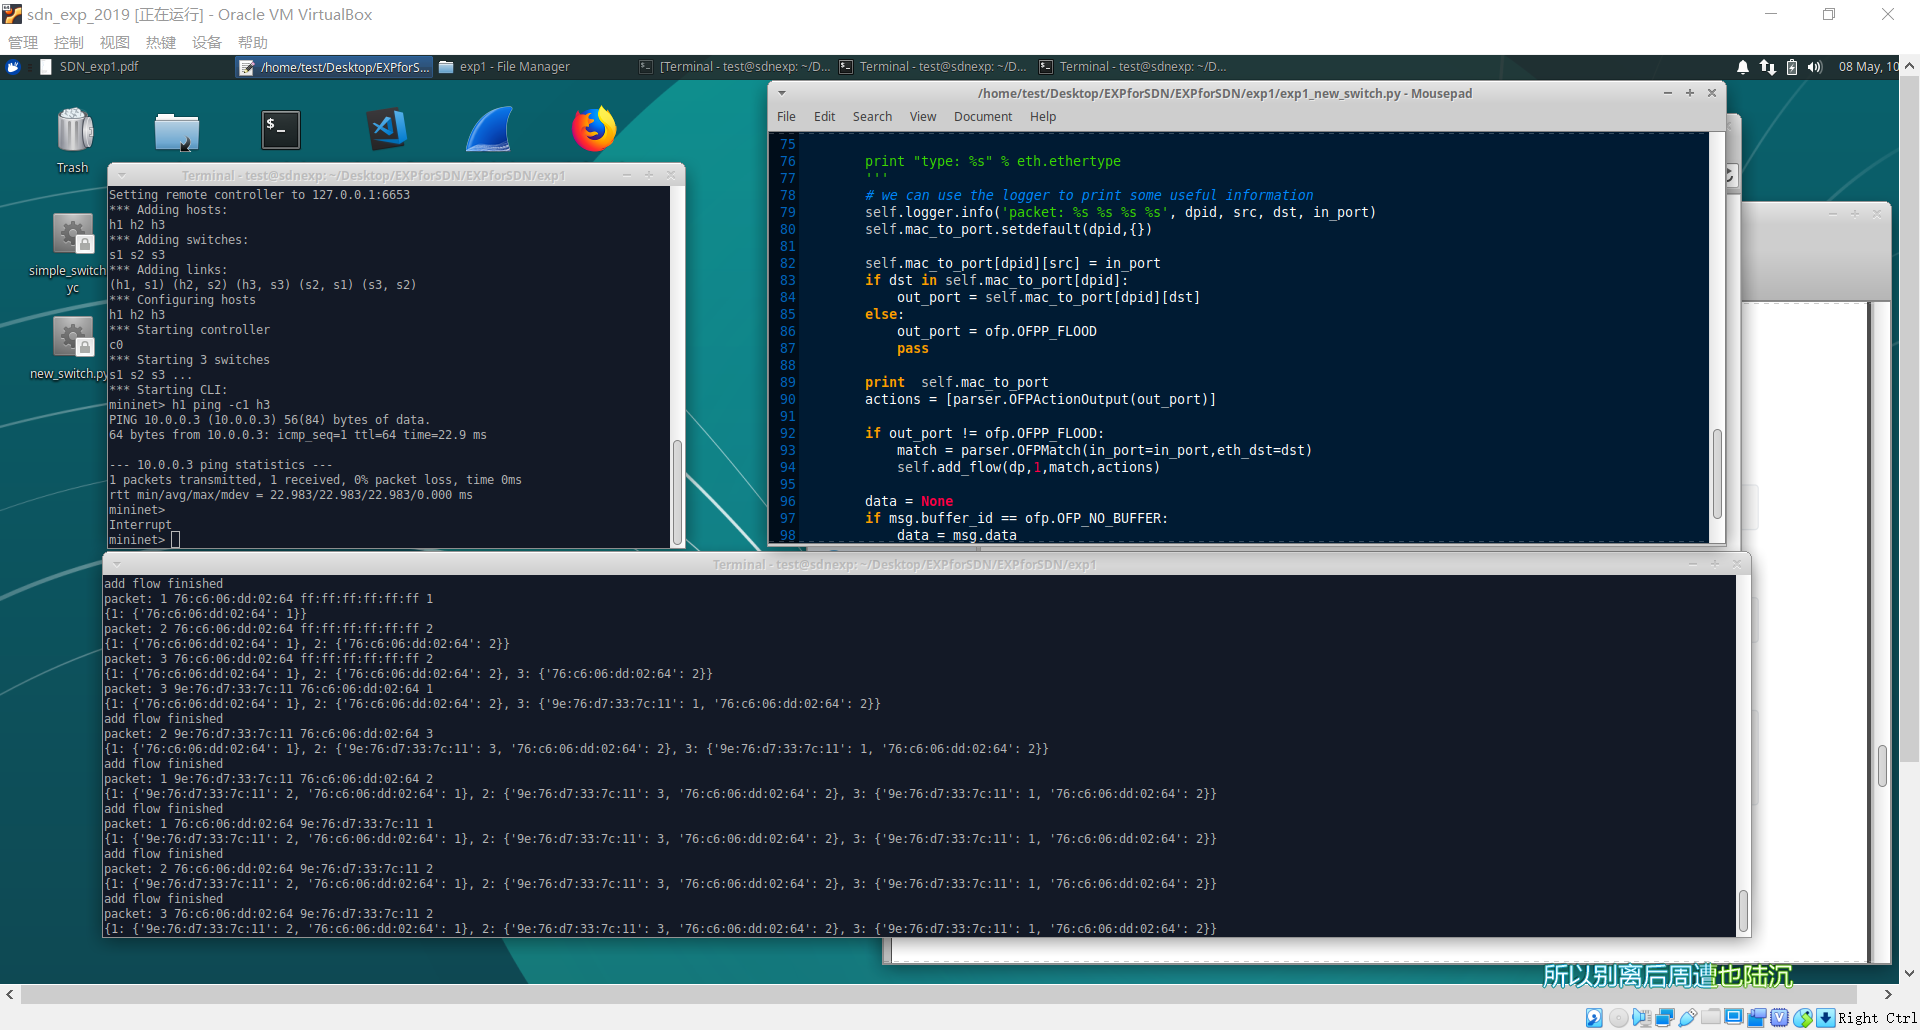 sdn_exp_2019 [正在运行] - Oracle VM VirtualBox
管理 控制 视图 热键 设备 帮助
SDN_exp1.pdf /home/test/Desktop/EXPforS... exp1 - File Manager [Terminal - test@sdnexp: ~/D... Terminal - test@sdnexp: ~/D... Terminal - test@sdnexp: ~/D... 08 May, 10
Trash
simple_switch
yc
new_switch.py
/home/test/Desktop/EXPforSDN/EXPforSDN/exp1/exp1_new_switch.py - Mousepad
File Edit Search View Document Help
75
76 print "type: %s" % eth.ethertype
77 '''
78 # we can use the logger to print some useful information
79 self.logger.info('packet: %s %s %s %s', dpid, src, dst, in_port)
80 self.mac_to_port.setdefault(dpid,{})
81
82 self.mac_to_port[dpid][src] = in_port
83 if dst in self.mac_to_port[dpid]:
84 out_port = self.mac_to_port[dpid][dst]
85 else:
86 out_port = ofp.OFPP_FLOOD
87 pass
88
89 print self.mac_to_port
90 actions = [parser.OFPActionOutput(out_port)]
91
92 if out_port != ofp.OFPP_FLOOD:
93 match = parser.OFPMatch(in_port=in_port,eth_dst=dst)
94 self.add_flow(dp,1,match,actions)
95
96 data = None
97 if msg.buffer_id == ofp.OFP_NO_BUFFER:
98 data = msg.data
Terminal - test@sdnexp: ~/Desktop/EXPforSDN/EXPforSDN/exp1
Setting remote controller to 127.0.0.1:6653
*** Adding hosts:
h1 h2 h3
*** Adding switches:
s1 s2 s3
*** Adding links:
(h1, s1) (h2, s2) (h3, s3) (s2, s1) (s3, s2)
*** Configuring hosts
h1 h2 h3
*** Starting controller
c0
*** Starting 3 switches
s1 s2 s3 ...
*** Starting CLI:
mininet> h1 ping -c1 h3
PING 10.0.0.3 (10.0.0.3) 56(84) bytes of data.
64 bytes from 10.0.0.3: icmp_seq=1 ttl=64 time=22.9 ms
--- 10.0.0.3 ping statistics ---
1 packets transmitted, 1 received, 0% packet loss, time 0ms
rtt min/avg/max/mdev = 22.983/22.983/22.983/0.000 ms
mininet>
Interrupt
mininet>
Terminal - test@sdnexp: ~/Desktop/EXPforSDN/EXPforSDN/exp1
add flow finished
packet: 1 76:c6:06:dd:02:64 ff:ff:ff:ff:ff:ff 1
{1: {'76:c6:06:dd:02:64': 1}}
packet: 2 76:c6:06:dd:02:64 ff:ff:ff:ff:ff:ff 2
{1: {'76:c6:06:dd:02:64': 1}, 2: {'76:c6:06:dd:02:64': 2}}
packet: 3 76:c6:06:dd:02:64 ff:ff:ff:ff:ff:ff 2
{1: {'76:c6:06:dd:02:64': 1}, 2: {'76:c6:06:dd:02:64': 2}, 3: {'76:c6:06:dd:02:64': 2}}
packet: 3 9e:76:d7:33:7c:11 76:c6:06:dd:02:64 1
{1: {'76:c6:06:dd:02:64': 1}, 2: {'76:c6:06:dd:02:64': 2}, 3: {'9e:76:d7:33:7c:11': 1, '76:c6:06:dd:02:64': 2}}
add flow finished
packet: 2 9e:76:d7:33:7c:11 76:c6:06:dd:02:64 3
{1: {'76:c6:06:dd:02:64': 1}, 2: {'9e:76:d7:33:7c:11': 3, '76:c6:06:dd:02:64': 2}, 3: {'9e:76:d7:33:7c:11': 1, '76:c6:06:dd:02:64': 2}}
add flow finished
packet: 1 9e:76:d7:33:7c:11 76:c6:06:dd:02:64 2
{1: {'9e:76:d7:33:7c:11': 2, '76:c6:06:dd:02:64': 1}, 2: {'9e:76:d7:33:7c:11': 3, '76:c6:06:dd:02:64': 2}, 3: {'9e:76:d7:33:7c:11': 1, '76:c6:06:dd:02:64': 2}}
add flow finished
packet: 1 76:c6:06:dd:02:64 9e:76:d7:33:7c:11 1
{1: {'9e:76:d7:33:7c:11': 2, '76:c6:06:dd:02:64': 1}, 2: {'9e:76:d7:33:7c:11': 3, '76:c6:06:dd:02:64': 2}, 3: {'9e:76:d7:33:7c:11': 1, '76:c6:06:dd:02:64': 2}}
add flow finished
packet: 2 76:c6:06:dd:02:64 9e:76:d7:33:7c:11 2
{1: {'9e:76:d7:33:7c:11': 2, '76:c6:06:dd:02:64': 1}, 2: {'9e:76:d7:33:7c:11': 3, '76:c6:06:dd:02:64': 2}, 3: {'9e:76:d7:33:7c:11': 1, '76:c6:06:dd:02:64': 2}}
add flow finished
packet: 3 76:c6:06:dd:02:64 9e:76:d7:33:7c:11 2
{1: {'9e:76:d7:33:7c:11': 2, '76:c6:06:dd:02:64': 1}, 2: {'9e:76:d7:33:7c:11': 3, '76:c6:06:dd:02:64': 2}, 3: {'9e:76:d7:33:7c:11': 1, '76:c6:06:dd:02:64': 2}}
所以别离后周遭也陆沉
Right Ctrl